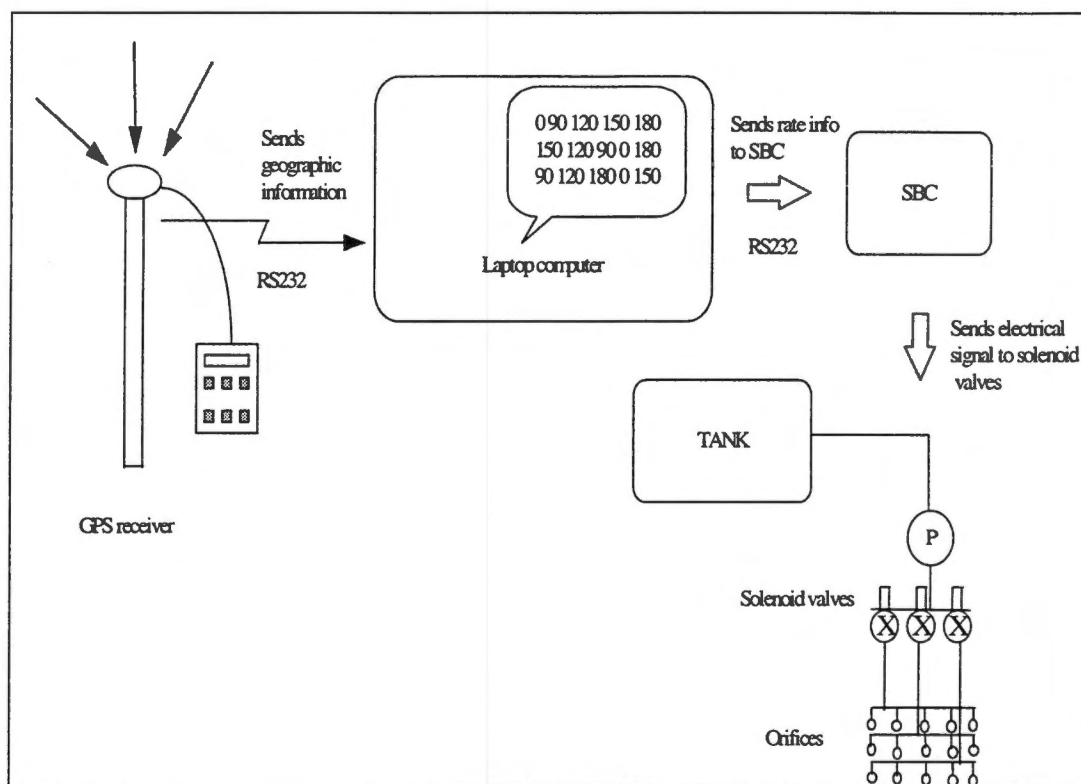 Sends
geographic
information
RS232
0 90 120 150 180
150 120 90 0 180
90 120 180 0 150
Laptop computer
Sends rate info
to SBC
RS232
SBC
Sends electrical
signal to solenoid
valves
TANK
GPS receiver
P
Solenoid valves
X X X
Orifices